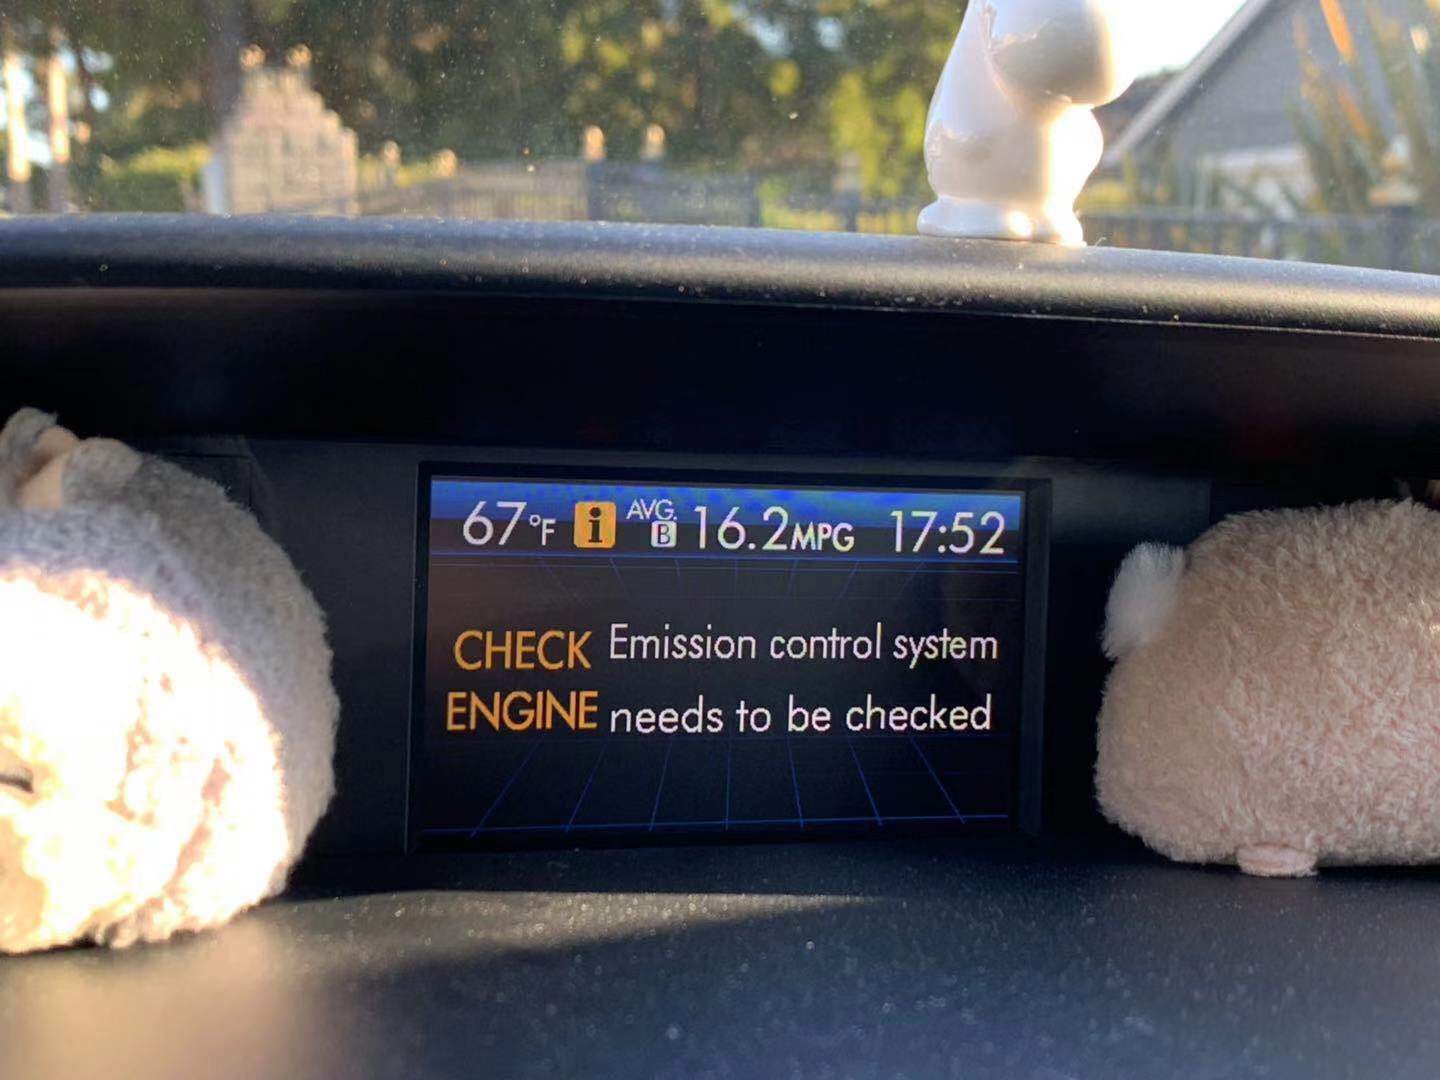 67°F i AVG. B 16.2MPG 17:52
CHECK Emission control system
ENGINE needs to be checked